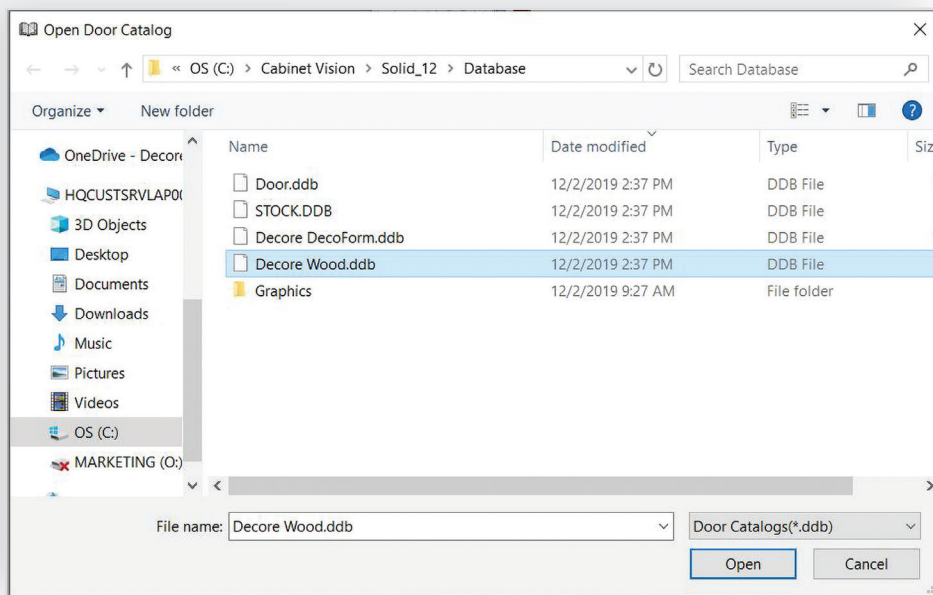 Open Door Catalog
« OS (C:) > Cabinet Vision > Solid_12 > Database
Search Database
Organize
New folder
Name
Date modified
Type
Siz
OneDrive - Decore
HQCUSTSRVLAP00
3D Objects
Desktop
Documents
Downloads
Music
Pictures
Videos
OS (C:)
MARKETING (O:)
Door.ddb 12/2/2019 2:37 PM DDB File
STOCK.DDB 12/2/2019 2:37 PM DDB File
Decore DecoForm.ddb 12/2/2019 2:37 PM DDB File
Decore Wood.ddb 12/2/2019 2:37 PM DDB File
Graphics 12/2/2019 9:27 AM File folder
File name: Decore Wood.ddb
Door Catalogs(*.ddb)
Open
Cancel